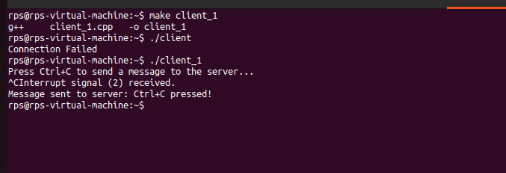 rps@rps-virtual-machine:~$ make client_1
g++     client_1.cpp   -o client_1
rps@rps-virtual-machine:~$ ./client
Connection Failed
rps@rps-virtual-machine:~$ ./client_1
Press Ctrl+C to send a message to the server...
^CInterrupt signal (2) received.
Message sent to server: Ctrl+C pressed!
rps@rps-virtual-machine:~$